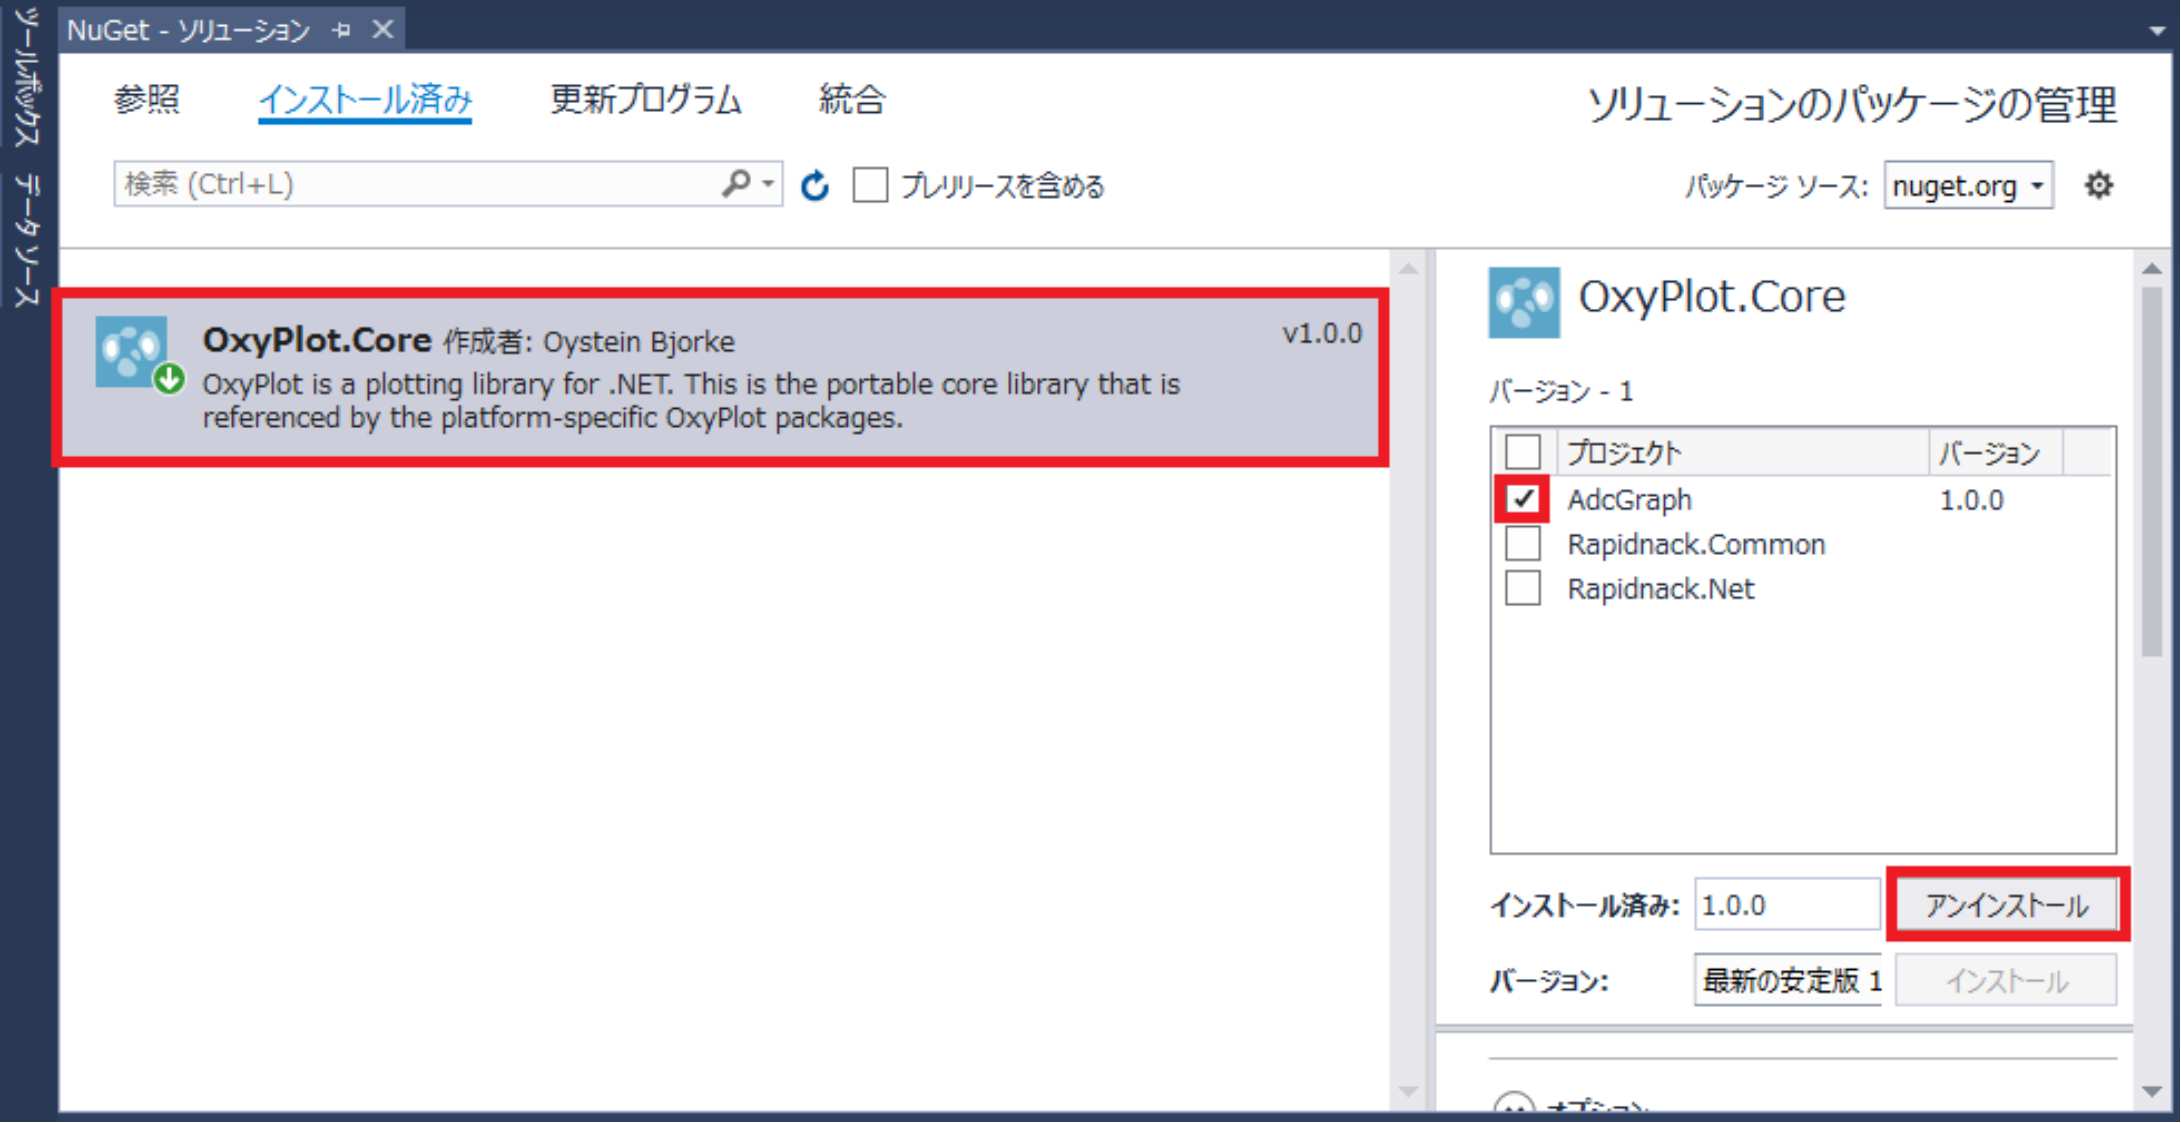 ツールボックス
データ ソース
NuGet - ソリューション
参照
インストール済み
更新プログラム
統合
ソリューションのパッケージの管理
検索 (Ctrl+L)
プレリリースを含める
パッケージ ソース: nuget.org
OxyPlot.Core 作成者: Oystein Bjorke
v1.0.0
OxyPlot is a plotting library for .NET. This is the portable core library that is
referenced by the platform-specific OxyPlot packages.
OxyPlot.Core
バージョン - 1
プロジェクト バージョン
AdcGraph 1.0.0
Rapidnack.Common
Rapidnack.Net
インストール済み: 1.0.0 アンインストール
バージョン: 最新の安定版 1 インストール
オプション